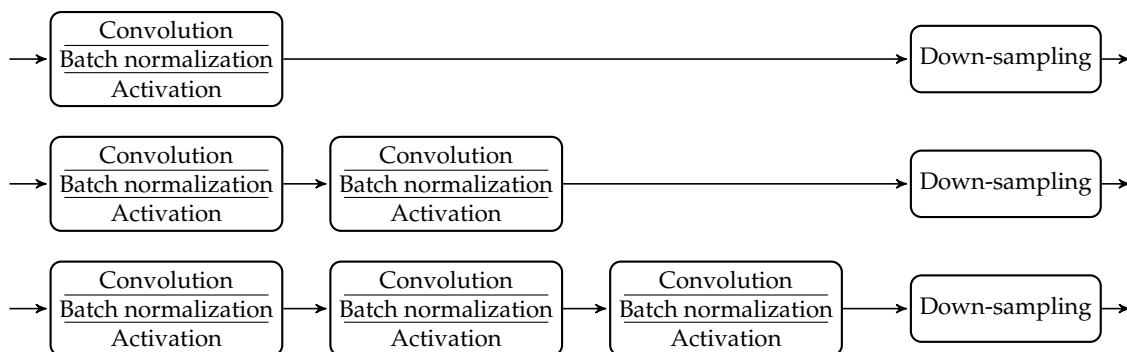 Convolution
Batch normalization
Activation
Down-sampling
Convolution
Batch normalization
Activation
Convolution
Batch normalization
Activation
Down-sampling
Convolution
Batch normalization
Activation
Convolution
Batch normalization
Activation
Convolution
Batch normalization
Activation
Down-sampling